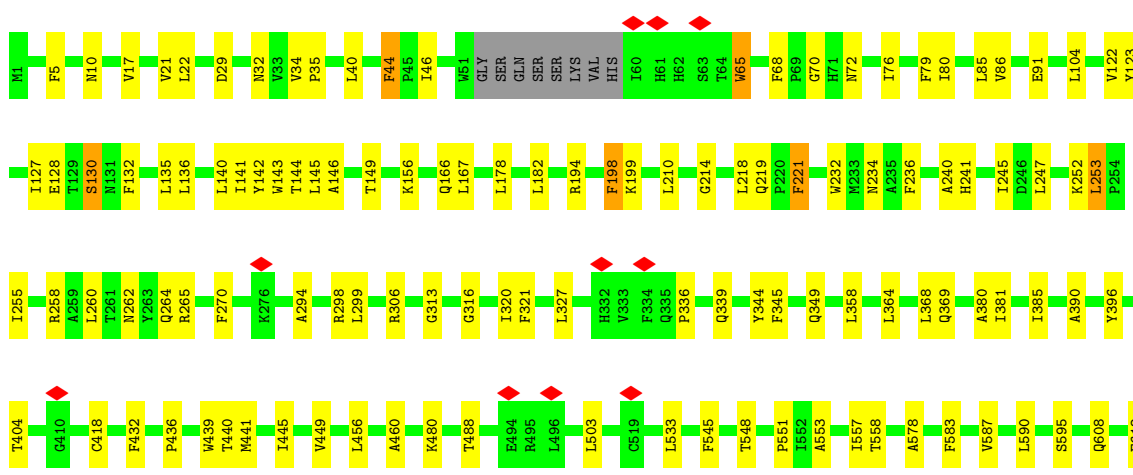 M1 F5 N10 V17 V21 L22 D29 N32 V33 V34 P35 L40 F44 P45 I46 W51 GLY SER GLN SER SER LYS VAL HIS I60 H61 H62 S63 T64 W65 F68 P69 G70 H71 N72 I76 F79 I80 L85 V86 E91 L104 V122 Y123
I127 E128 T129 S130 N131 F132 L135 L136 L140 I141 Y142 W143 T144 L145 A146 T149 K156 Q166 L167 L178 L182 R194 F198 K199 L210 G214 L218 Q219 P220 F221 W232 M233 N234 A235 F236 A240 H241 I245 D246 L247 K252 L253 P254
I255 R258 A259 L260 T261 N262 Y263 Q264 R265 F270 K276 A294 R298 L299 R306 G313 G316 I320 F321 L327 H332 V333 F334 Q335 P336 Q339 Y344 F345 Q349 L358 L364 L368 Q369 A380 I381 I385 A390 Y396
T404 G410 C418 F432 P436 W439 T440 M441 I445 V449 L456 A460 K480 T488 E494 R495 L496 L503 C519 L533 F545 T548 P551 I552 A553 I557 T558 A578 F583 V587 L590 S595 Q608